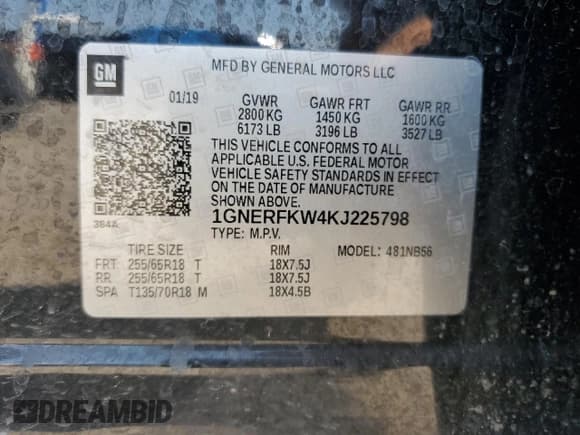 GM
MFD BY GENERAL MOTORS LLC
01/19 GVWR GAWR FRT GAWR RR
2800 KG 1450 KG 1600 KG
6173 LB 3196 LB 3527 LB
THIS VEHICLE CONFORMS TO ALL
APPLICABLE U.S. FEDERAL MOTOR
VEHICLE SAFETY STANDARDS IN EFFECT
ON THE DATE OF MANUFACTURE
SHOWN ABOVE.
384A
1GNERFKW4KJ225798
TYPE: M.P.V. MODEL: 481NB56
TIRE SIZE RIM
FRT 255/65R18 T 18X7.5J
RR 255/65R18 T 18X7.5J
SPA T135/70R18 M 18X4.5B
DREAMBID